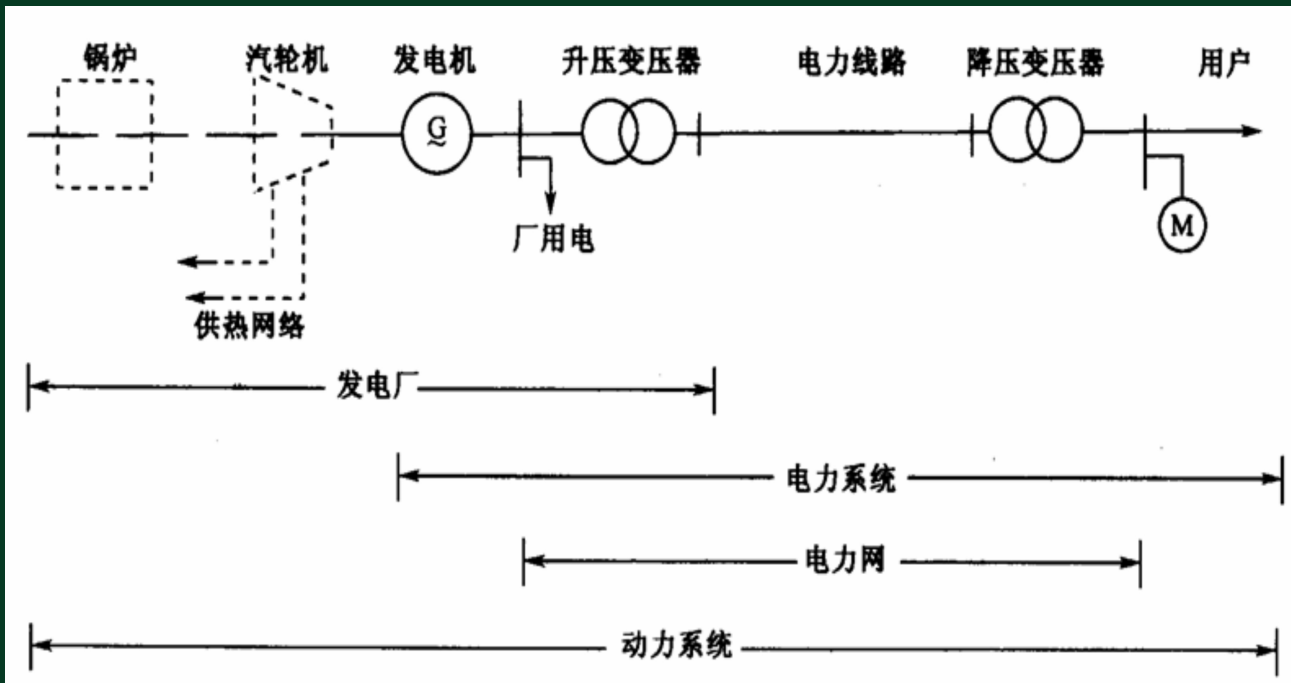 锅炉 汽轮机 发电机 升压变压器 电力线路 降压变压器 用户
G
~
厂用电
M
供热网络
发电厂
电力系统
电力网
动力系统